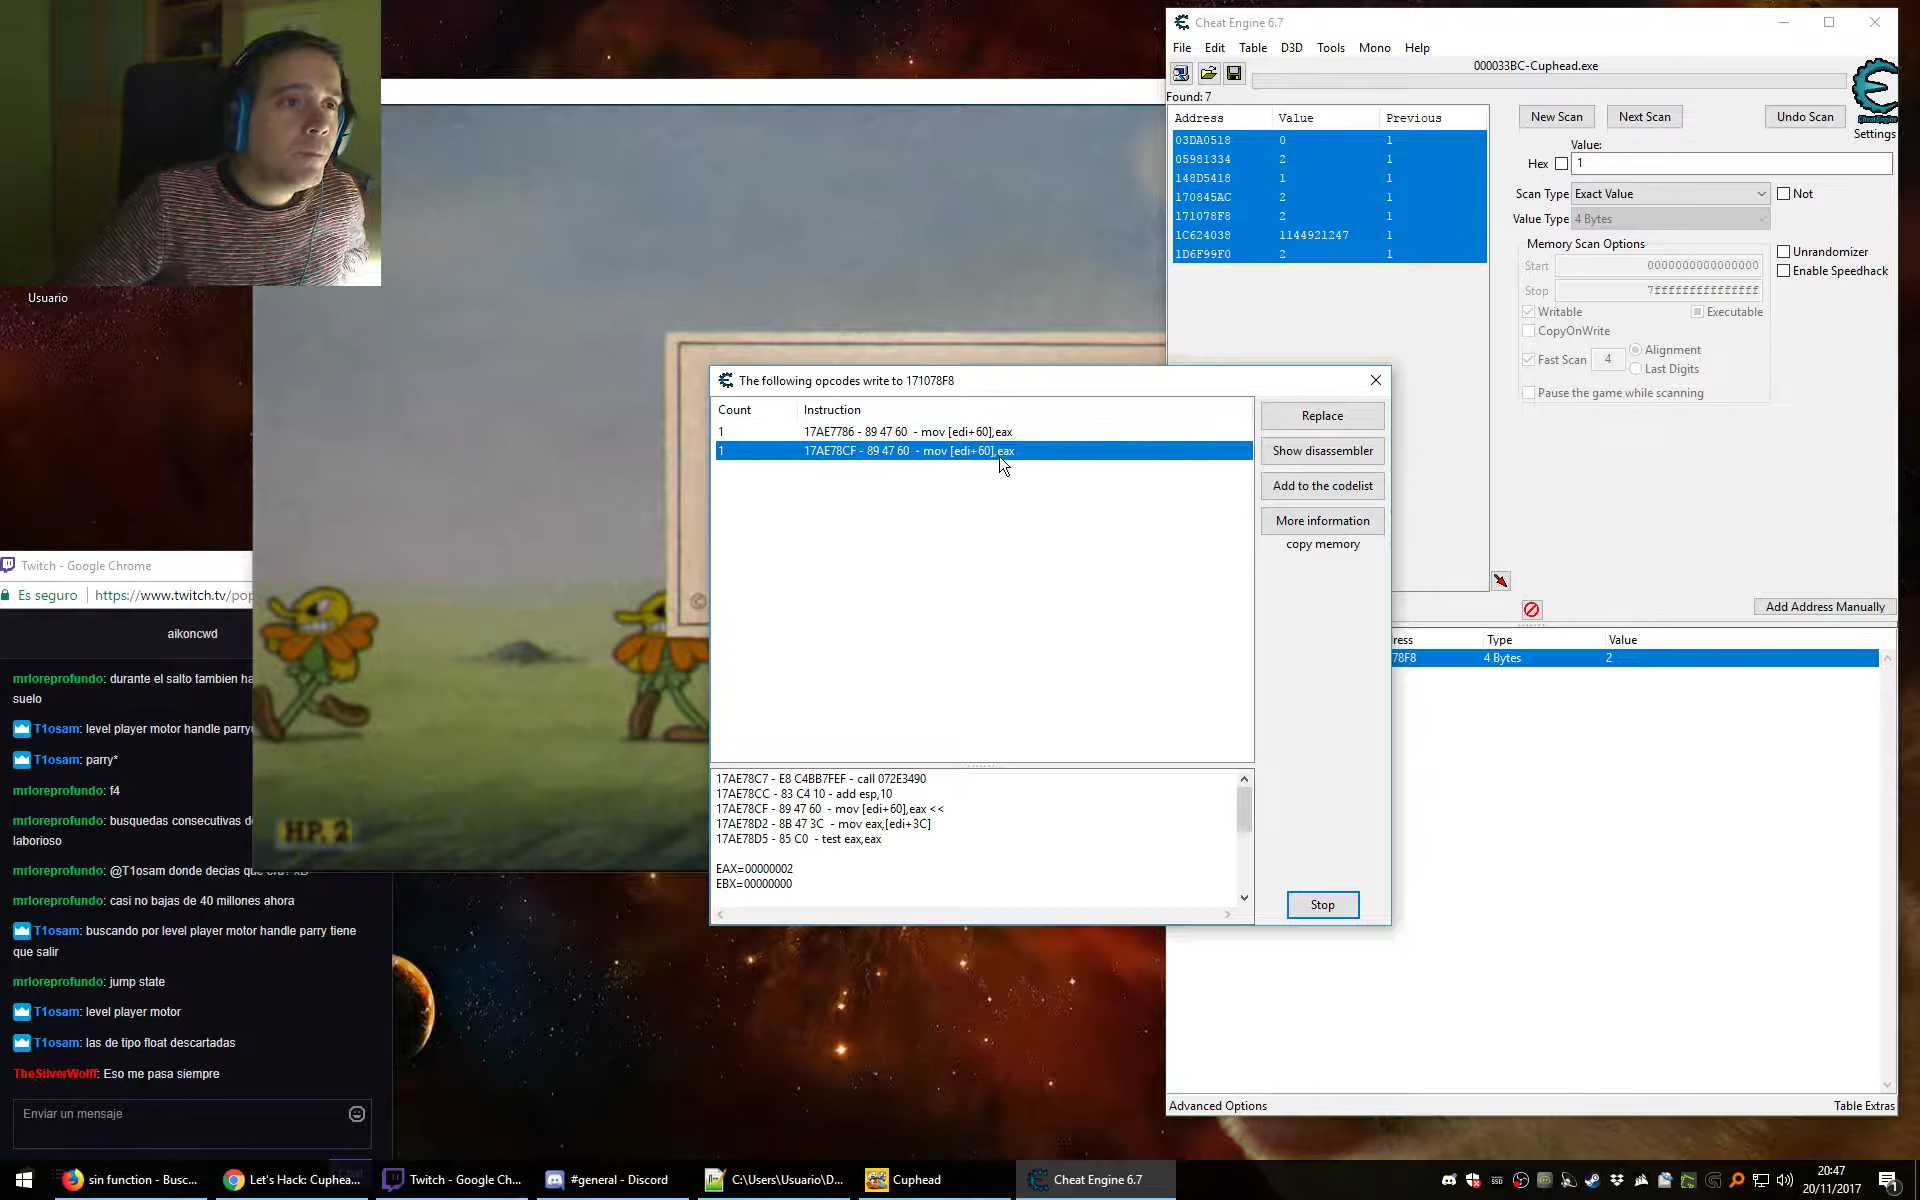 Cheat Engine 6.7
File Edit Table D3D Tools Mono Help
000033BC-Cuphead.exe
Found: 7
Address Value Previous
03DA0518 0 1
05981334 2 1
148D5418 1 1
170845AC 2 1
171078F8 2 1
1C624038 1144921247 1
1D6F99F0 2 1
New Scan Next Scan Undo Scan
Settings
Value:
Hex 1
Scan Type Exact Value Not
Value Type 4 Bytes
Memory Scan Options
Start 0000000000000000
Stop 7fffffffffffffff
Unrandomizer
Enable Speedhack
Writable Executable
CopyOnWrite
Fast Scan 4 Alignment
Last Digits
Pause the game while scanning
Add Address Manually
ress Type Value
78F8 4 Bytes 2
Advanced Options Table Extras
The following opcodes write to 171078F8
Count Instruction
1 17AE7786 - 89 47 60 - mov [edi+60],eax
1 17AE78CF - 89 47 60 - mov [edi+60],eax
Replace
Show disassembler
Add to the codelist
More information
copy memory
17AE78C7 - E8 C4BB7FEF - call 072E3490
17AE78CC - 83 C4 10 - add esp,10
17AE78CF - 89 47 60 - mov [edi+60],eax <<
17AE78D2 - 8B 47 3C - mov eax,[edi+3C]
17AE78D5 - 85 C0 - test eax,eax
EAX=00000002
EBX=00000000
Stop
Usuario
©
HP. 2
Twitch - Google Chrome
Es seguro https://www.twitch.tv/pop
aikoncwd
mrloreprofundo: durante el salto tambien ha
suelo
T1osam: level player motor handle parry
T1osam: parry*
mrloreprofundo: f4
mrloreprofundo: busquedas consecutivas de
laborioso
mrloreprofundo: @T1osam donde decias que era? xD
mrloreprofundo: casi no bajas de 40 millones ahora
T1osam: buscando por level player motor handle parry tiene
que salir
mrloreprofundo: jump state
T1osam: level player motor
T1osam: las de tipo float descartadas
TheSilverWolff: Eso me pasa siempre
Enviar un mensaje
Chat
sin function - Busc...
Let's Hack: Cuphea...
Twitch - Google Ch...
#general - Discord
C:\Users\Usuario\D...
Cuphead
Cheat Engine 6.7
20:47
20/11/2017
1